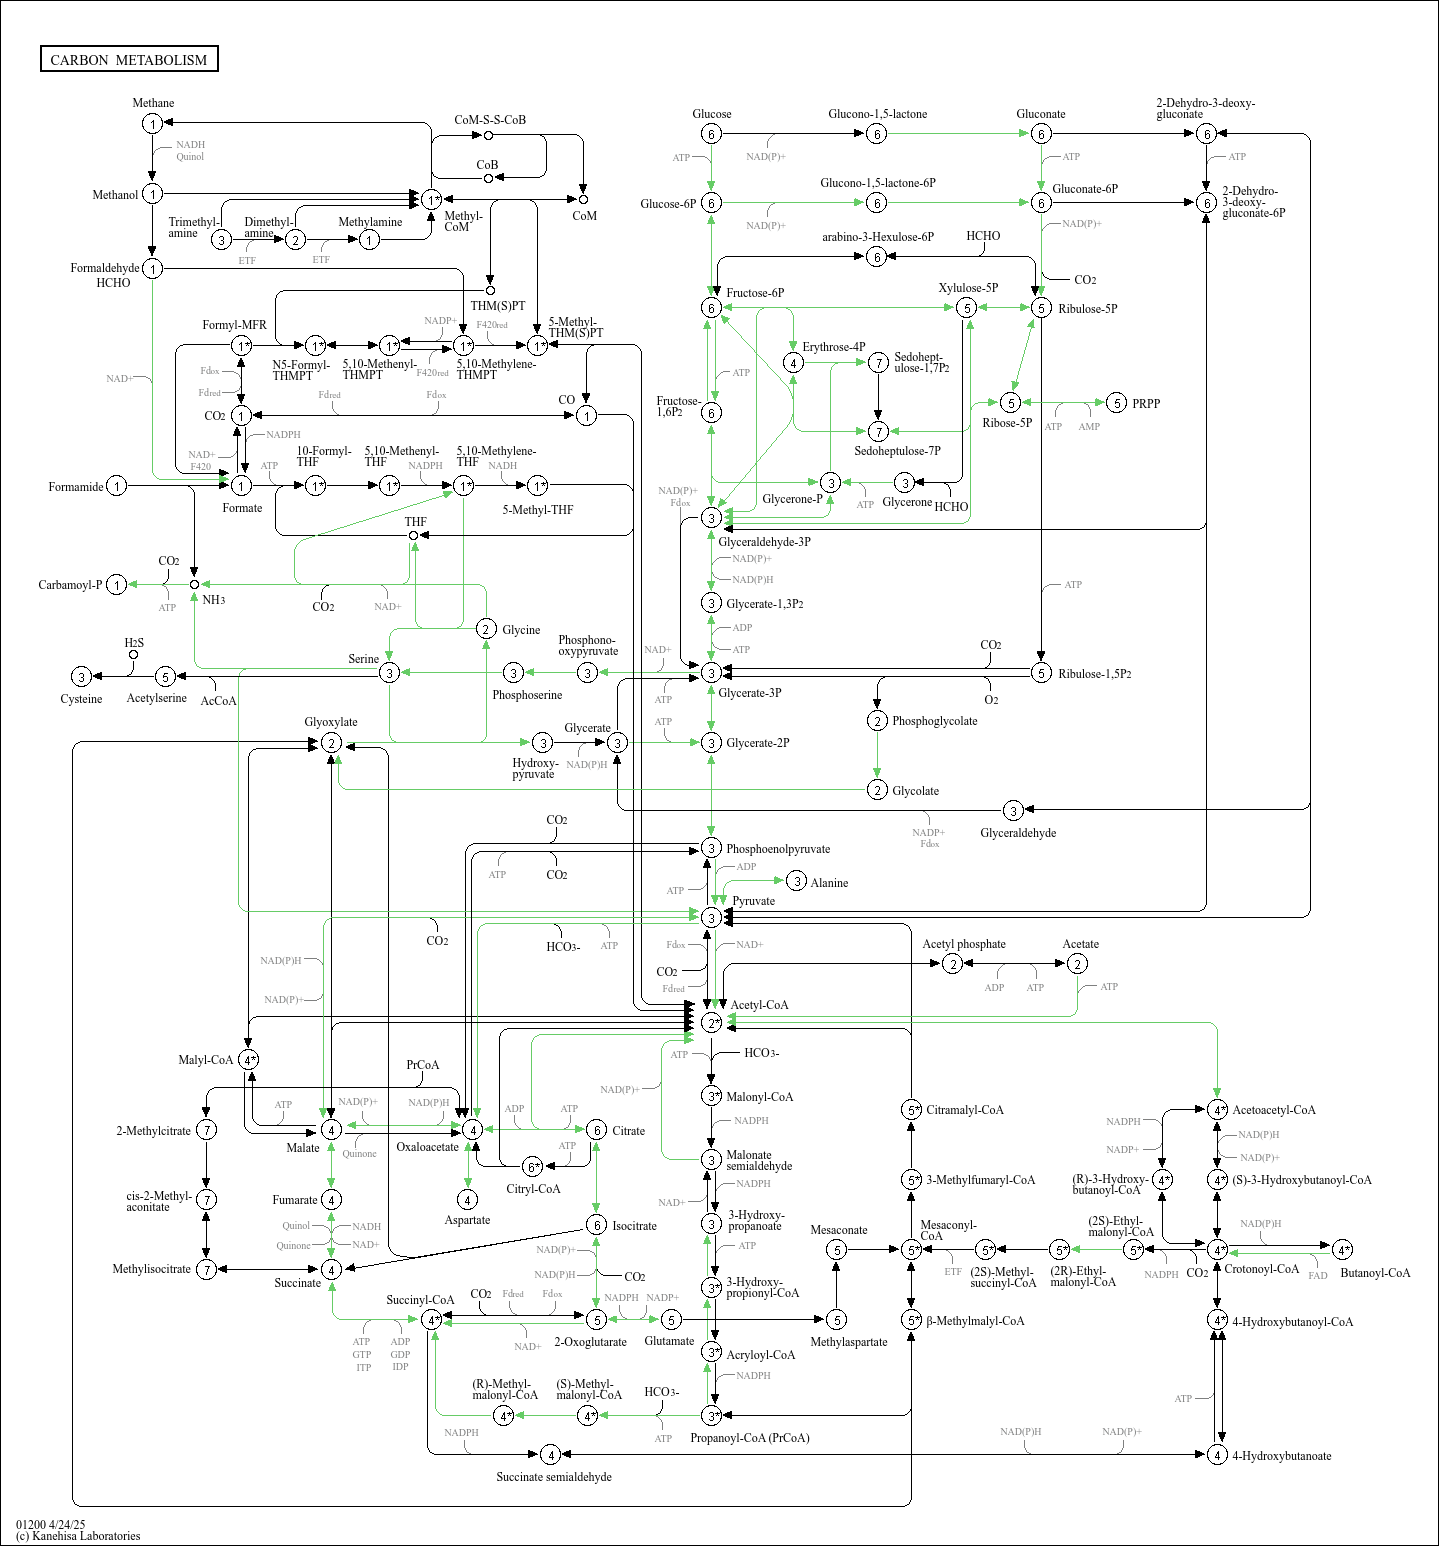 CARBON METABOLISM
Methane
1
NADH
Quinol
Methanol
1
CoM-S-S-CoB
CoB
CoM
1*
Methyl-
CoM
Trimethyl-
amine
3
Dimethyl-
amine
2
Methylamine
1
ETF
ETF
Formaldehyde
HCHO
1
THM(S)PT
Formyl-MFR
1*
N5-Formyl-
THMPT
1*
5,10-Methenyl-
THMPT
1*
NADP+
F420red
5,10-Methylene-
THMPT
1*
F420red
5-Methyl-
THM(S)PT
1*
NAD+
Fdox
Fdred
Fdred
Fdox
CO2
1
CO
1
NADPH
NAD+
F420
ATP
10-Formyl-
THF
1*
5,10-Methenyl-
THF
1*
NADPH
5,10-Methylene-
THF
1*
NADH
1*
5-Methyl-THF
Formamide
1
Formate
1
THF
CO2
Carbamoyl-P
1
ATP
NH3
CO2
NAD+
2
Glycine
H2S
Serine
3
Phosphoserine
3
Phosphono-
oxypyruvate
3
NAD+
Cysteine
3
Acetylserine
5
AcCoA
Glyoxylate
2
Hydroxy-
pyruvate
3
Glycerate
3
NAD(P)H
ATP
ATP
Glucose
6
NAD(P)+
Glucono-1,5-lactone
6
Gluconate
6
2-Dehydro-3-deoxy-
gluconate
6
ATP
ATP
ATP
Glucose-6P
6
NAD(P)+
Glucono-1,5-lactone-6P
6
Gluconate-6P
6
2-Dehydro-
3-deoxy-
gluconate-6P
6
NAD(P)+
arabino-3-Hexulose-6P
6
HCHO
CO2
Fructose-6P
6
Xylulose-5P
5
Ribulose-5P
5
Erythrose-4P
4
Sedohept-
ulose-1,7P2
7
ATP
Fructose-
1,6P2
6
Sedoheptulose-7P
7
Ribose-5P
5
ATP
AMP
5
PRPP
Glycerone-P
3
ATP
Glycerone
3
HCHO
NAD(P)+
Fdox
3
Glyceraldehyde-3P
NAD(P)+
NAD(P)H
3
Glycerate-1,3P2
ADP
ATP
ATP
3
Glycerate-3P
CO2
O2
5
Ribulose-1,5P2
2
Phosphoglycolate
3
Glycerate-2P
2
Glycolate
NADP+
Fdox
3
Glyceraldehyde
CO2
ATP
CO2
3
Phosphoenolpyruvate
ATP
ADP
3
Alanine
Pyruvate
3
CO2
HCO3-
ATP
NAD(P)H
NAD(P)+
Fdox
NAD+
CO2
Fdred
Acetyl phosphate
2
ADP
ATP
Acetate
2
ATP
Acetyl-CoA
2*
ATP
HCO3-
Malyl-CoA
4*
PrCoA
2-Methylcitrate
7
ATP
Malate
4
NAD(P)+
Quinone
NAD(P)H
Oxaloacetate
4
ADP
ATP
6
Citrate
ATP
6*
Citryl-CoA
NAD(P)+
3*
Malonyl-CoA
NADPH
3
Malonate
semialdehyde
NAD+
NADPH
3
3-Hydroxy-
propanoate
ATP
3*
3-Hydroxy-
propionyl-CoA
3*
Acryloyl-CoA
NADPH
3*
Propanoyl-CoA (PrCoA)
cis-2-Methyl-
aconitate
7
Methylisocitrate
7
Fumarate
4
Quinol
Quinone
NADH
NAD+
Succinate
4
Aspartate
4
6
Isocitrate
NAD(P)+
NAD(P)H
CO2
Succinyl-CoA
4*
CO2
Fdred
Fdox
NAD+
5
2-Oxoglutarate
NADPH
NADP+
5
Glutamate
ATP
GTP
ITP
ADP
GDP
IDP
(R)-Methyl-
malonyl-CoA
4*
(S)-Methyl-
malonyl-CoA
4*
HCO3-
ATP
NADPH
4
Succinate semialdehyde
Mesaconate
5
5
Methylaspartate
5*
Citramalyl-CoA
5*
3-Methylfumaryl-CoA
Mesaconyl-
CoA
5*
ETF
5*
(2S)-Methyl-
succinyl-CoA
5*
(2R)-Ethyl-
malonyl-CoA
(2S)-Ethyl-
malonyl-CoA
5*
NADPH
CO2
5*
β-Methylmalyl-CoA
4*
Acetoacetyl-CoA
NADPH
NADP+
NAD(P)H
NAD(P)+
(R)-3-Hydroxy-
butanoyl-CoA
4*
4*
(S)-3-Hydroxybutanoyl-CoA
4*
Crotonoyl-CoA
NAD(P)H
FAD
4*
Butanoyl-CoA
4*
4-Hydroxybutanoyl-CoA
ATP
NAD(P)H
NAD(P)+
4
4-Hydroxybutanoate
01200 4/24/25
(c) Kanehisa Laboratories